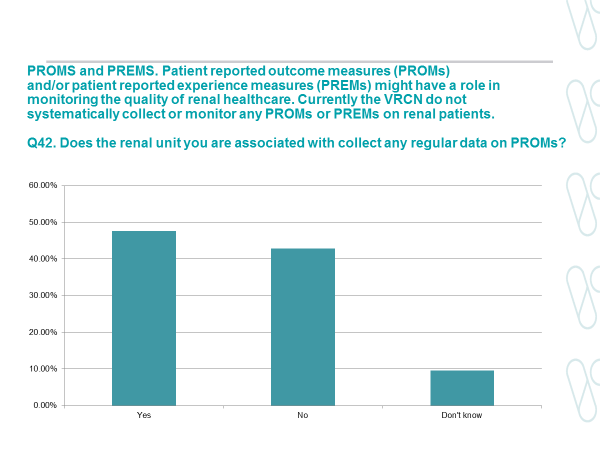 PROMS and PREMS. Patient reported outcome measures (PROMs)
and/or patient reported experience measures (PREMs) might have a role in
monitoring the quality of renal healthcare. Currently the VRCN do not
systematically collect or monitor any PROMs or PREMs on renal patients.
Q42. Does the renal unit you are associated with collect any regular data on PROMs?
60.00%
50.00%
40.00%
30.00%
20.00%
10.00%
0.00%
Yes No Don't know